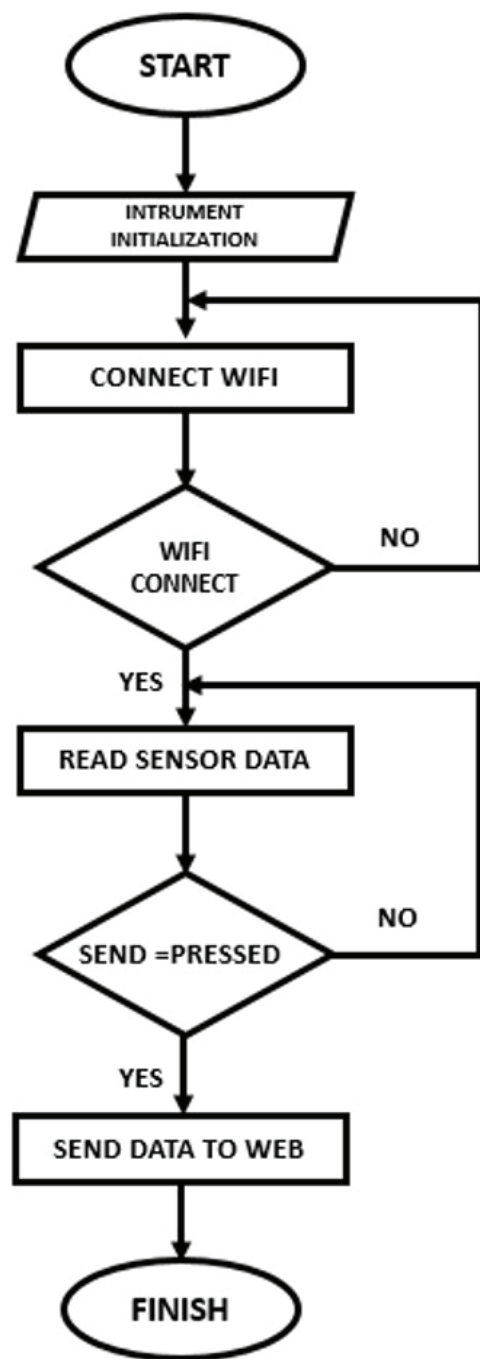 START
INTRUMENT
INITIALIZATION
CONNECT WIFI
WIFI
CONNECT
NO
YES
READ SENSOR DATA
SEND =PRESSED
NO
YES
SEND DATA TO WEB
FINISH